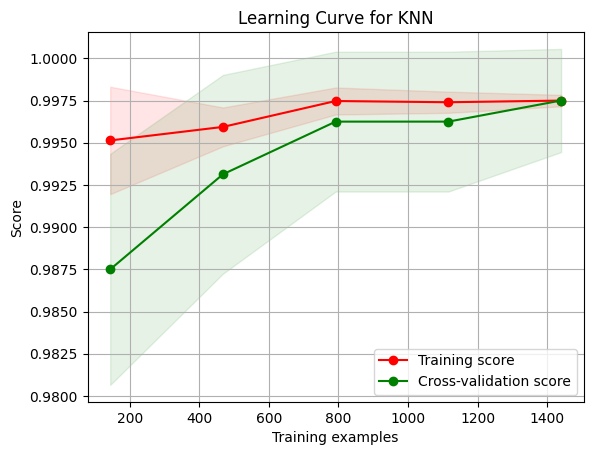 Learning Curve for KNN
Score
1.0000
0.9975
0.9950
0.9925
0.9900
0.9875
0.9850
0.9825
0.9800
Training score
Cross-validation score
200 400 600 800 1000 1200 1400
Training examples